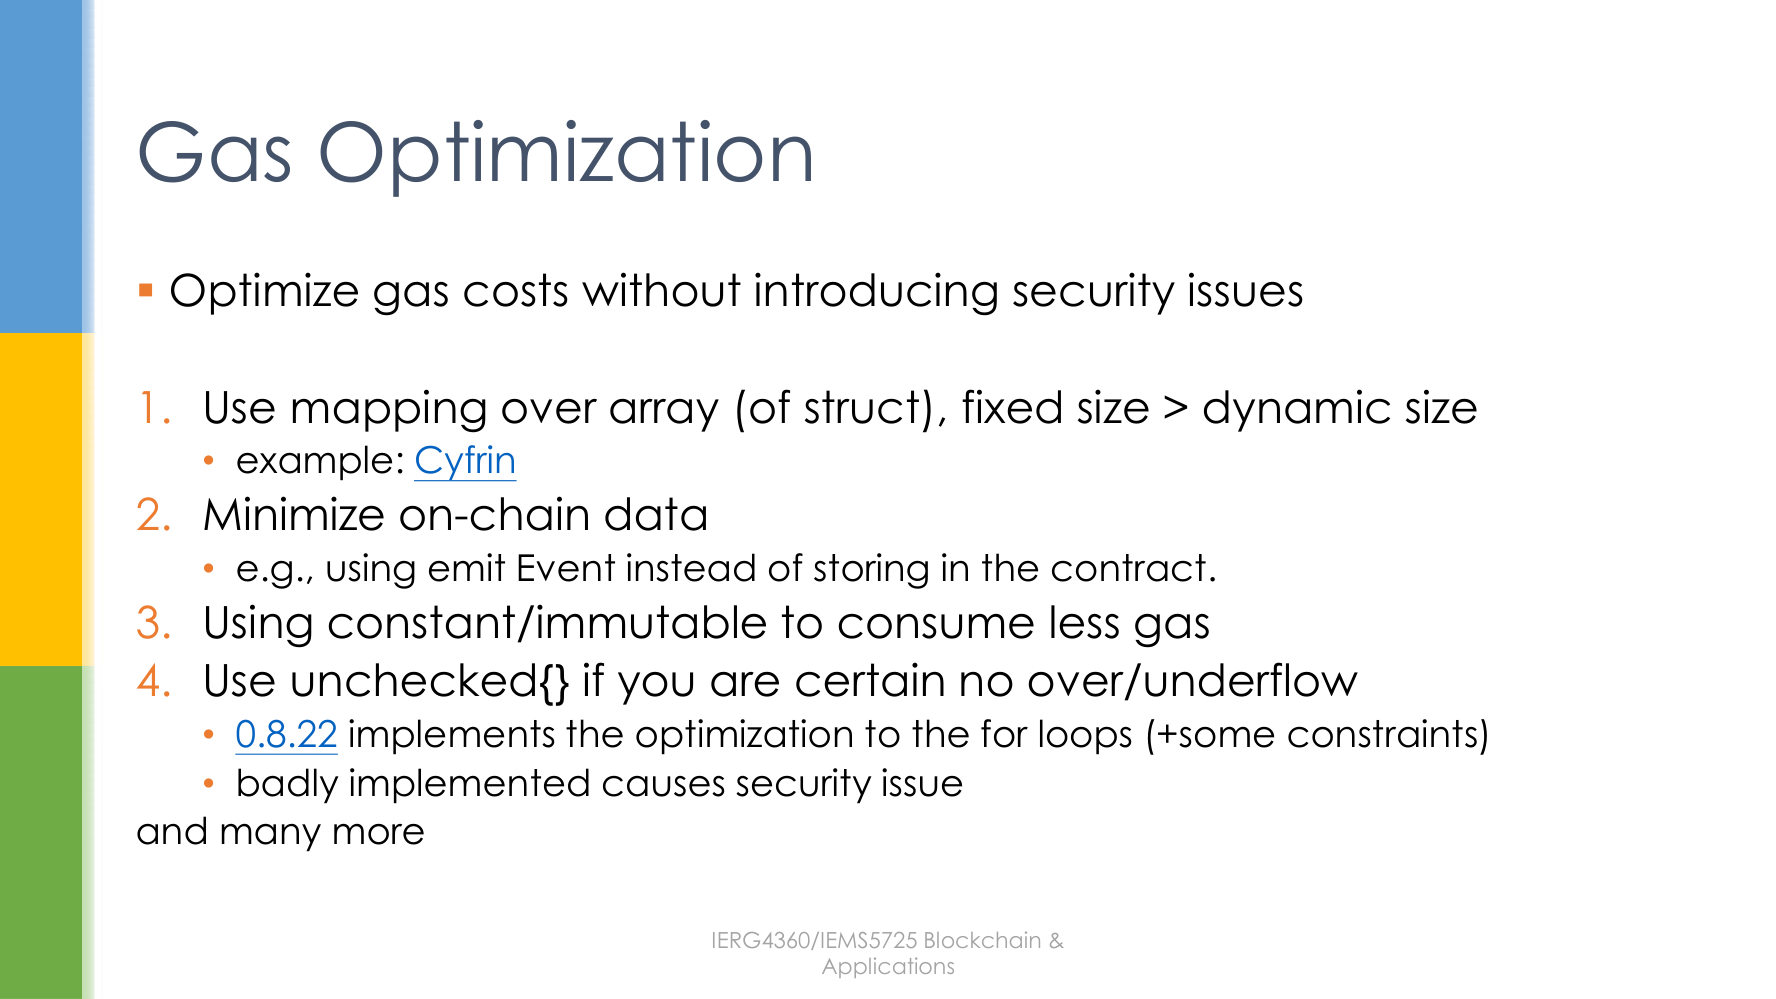 Gas Optimization
▪ Optimize gas costs without introducing security issues
1. Use mapping over array (of struct), fixed size > dynamic size
• example: Cyfrin
2. Minimize on-chain data
• e.g., using emit Event instead of storing in the contract.
3. Using constant/immutable to consume less gas
4. Use unchecked{} if you are certain no over/underflow
• 0.8.22 implements the optimization to the for loops (+some constraints)
• badly implemented causes security issue
and many more
IERG4360/IEMS5725 Blockchain &
Applications